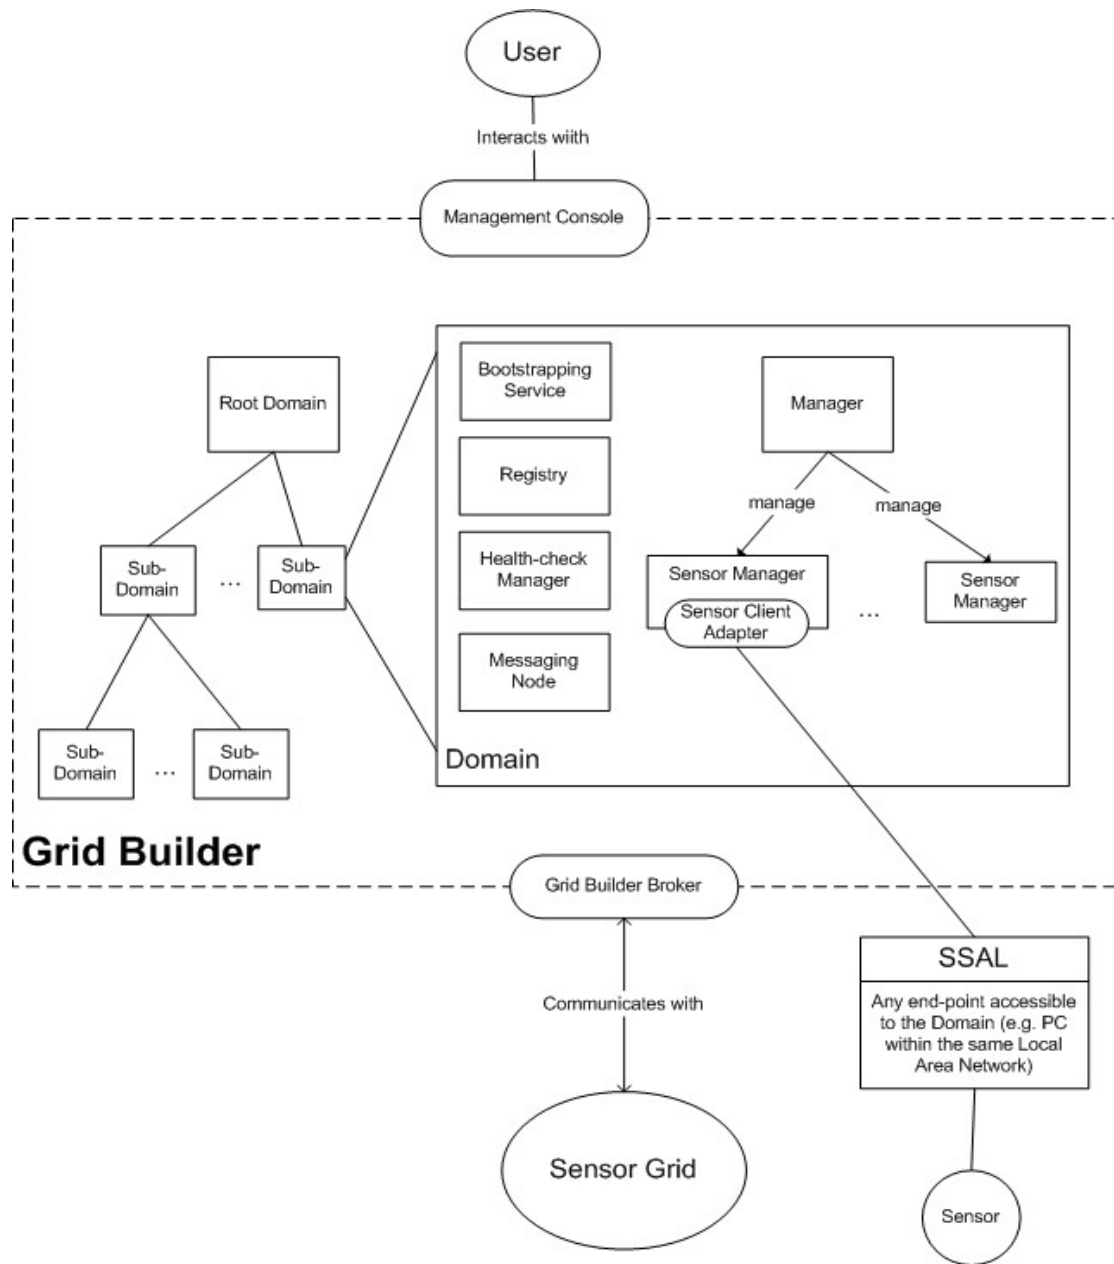 User
Interacts wiith
Management Console
Bootstrapping
Service
Root Domain
Manager
Registry
manage
manage
Sub-
Domain
...
Sub-
Domain
Health-check
Manager
Sensor Manager
Sensor Client
Adapter
...
Sensor
Manager
Messaging
Node
Sub-
Domain
...
Sub-
Domain
Domain
Grid Builder
Grid Builder Broker
SSAL
Any end-point accessible
to the Domain (e.g. PC
within the same Local
Area Network)
Communicates with
Sensor Grid
Sensor